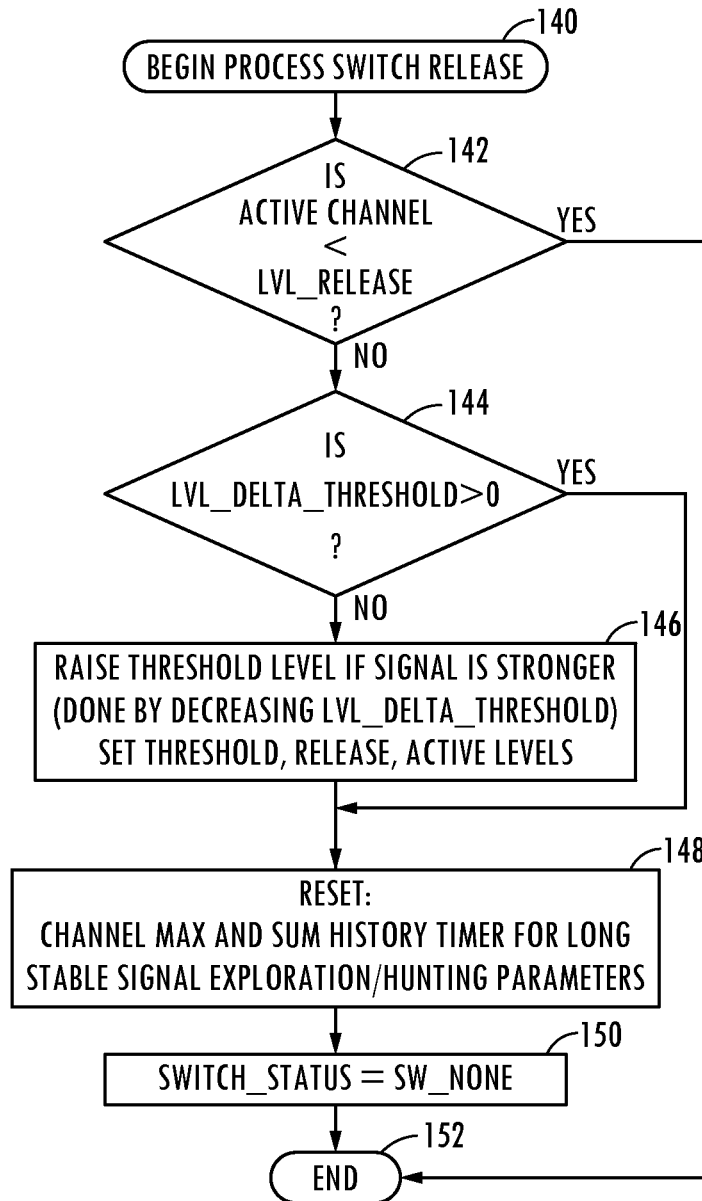 140
BEGIN PROCESS SWITCH RELEASE
142
IS
ACTIVE CHANNEL
<
LVL_RELEASE
?
YES
NO
144
IS
LVL_DELTA_THRESHOLD>0
?
YES
NO
146
RAISE THRESHOLD LEVEL IF SIGNAL IS STRONGER
(DONE BY DECREASING LVL_DELTA_THRESHOLD)
SET THRESHOLD, RELEASE, ACTIVE LEVELS
148
RESET:
CHANNEL MAX AND SUM HISTORY TIMER FOR LONG
STABLE SIGNAL EXPLORATION/HUNTING PARAMETERS
150
SWITCH_STATUS = SW_NONE
152
END